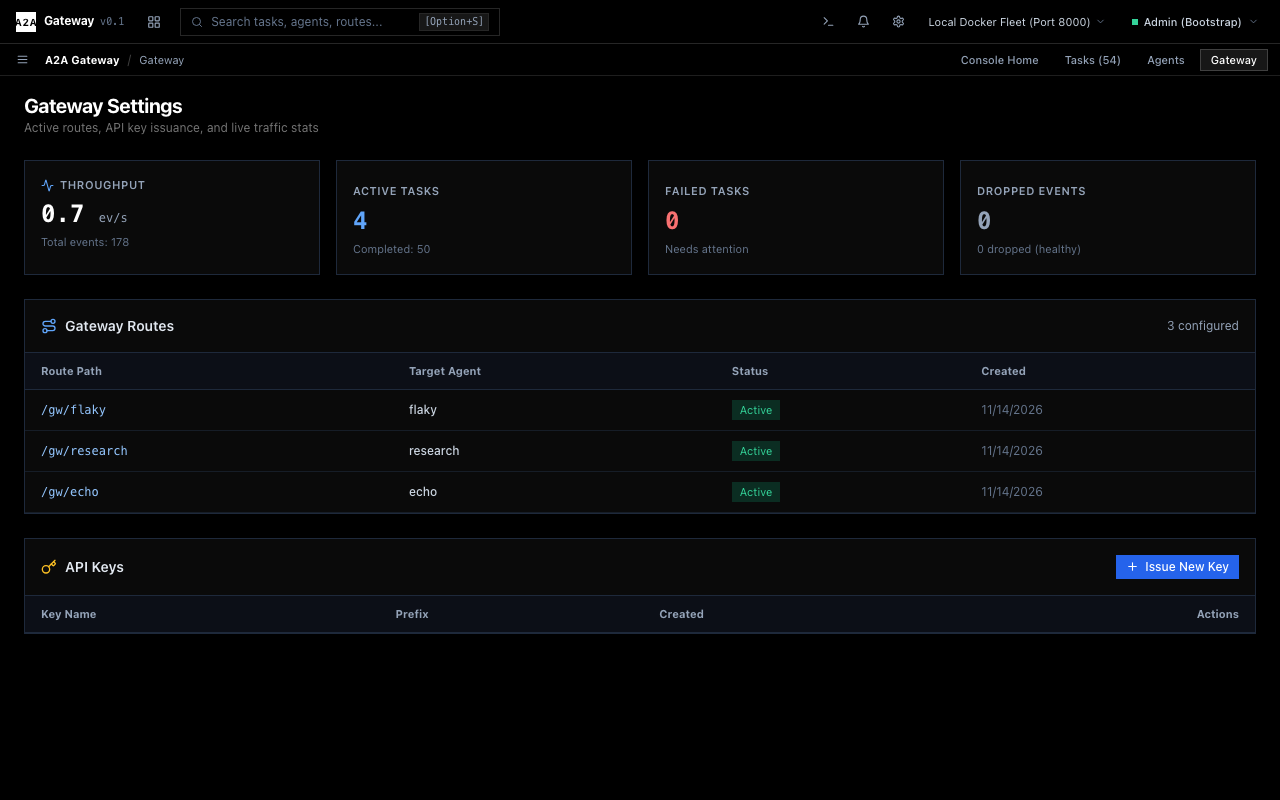 A2A Gateway v0.1 Search tasks, agents, routes... [Option+S] Local Docker Fleet (Port 8000) Admin (Bootstrap)
A2A Gateway / Gateway Console Home Tasks (54) Agents Gateway
Gateway Settings
Active routes, API key issuance, and live traffic stats
THROUGHPUT
0.7 ev/s
Total events: 178
ACTIVE TASKS
4
Completed: 50
FAILED TASKS
0
Needs attention
DROPPED EVENTS
0
0 dropped (healthy)
Gateway Routes 3 configured
Route Path Target Agent Status Created
/gw/flaky flaky Active 11/14/2026
/gw/research research Active 11/14/2026
/gw/echo echo Active 11/14/2026
API Keys + Issue New Key
Key Name Prefix Created Actions